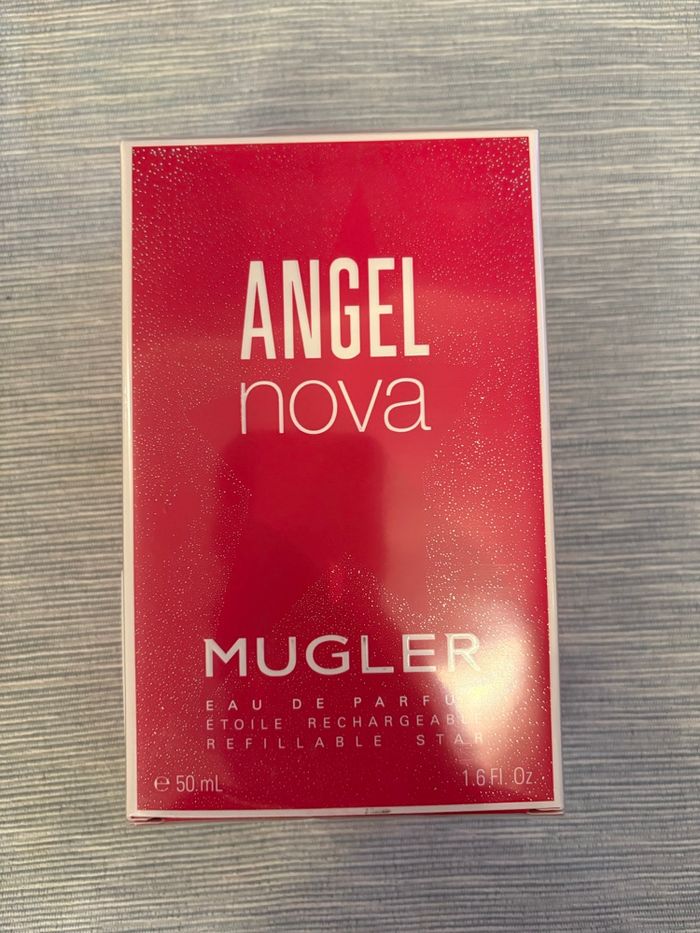 ANGEL
nova
MUGLER
EAU DE PARFUM
ÉTOILE RECHARGEABLE
REFILLABLE STAR
℮ 50 mL
1.6 Fl. Oz.